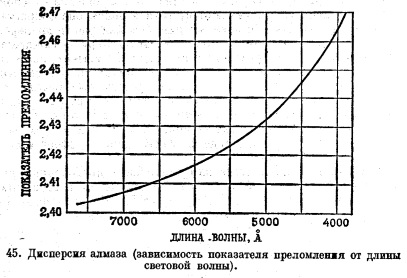 ПОКАЗАТЕЛЬ ПРЕЛОМЛЕНИЯ
2,47
2,46
2,45
2,44
2,43
2,42
2,41
2,40
7000 6000 5000 4000
ДЛИНА ВОЛНЫ, Å
45. Дисперсия алмаза (зависимость показателя преломления от длины
световой волны).